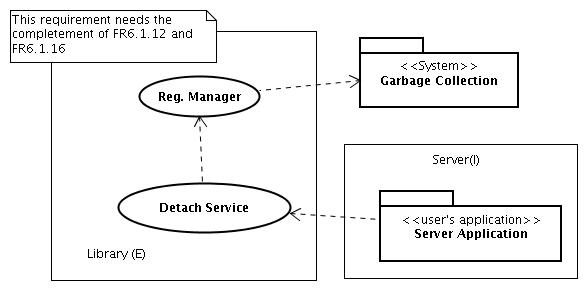 This requirement needs the
completement of FR6.1.12 and
FR6.1.16
<<System>>
Garbage Collection
Reg. Manager
Server(I)
Detach Service
<<user's application>>
Server Application
Library (E)